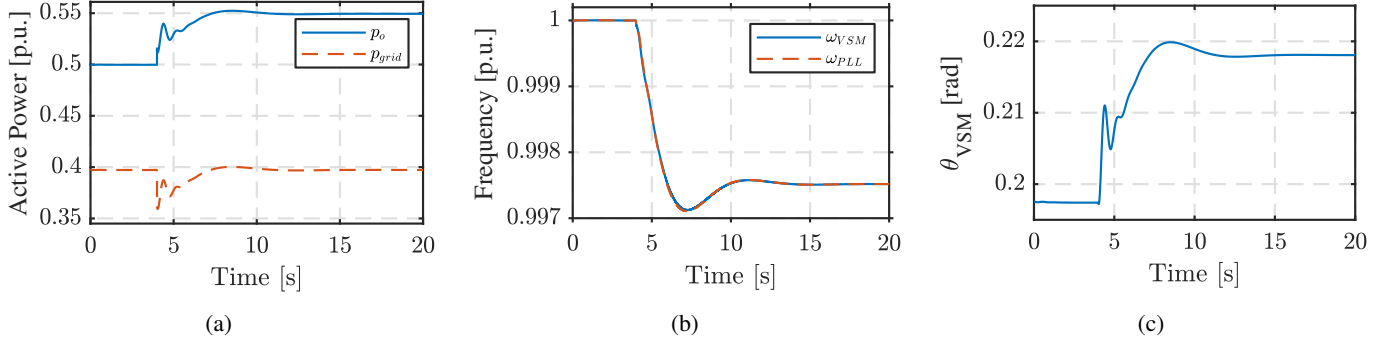 Active Power [p.u.]
0.55
0.5
0.45
0.4
0.35
0 5 10 15 20
Time [s]
p_o
p_grid
(a)
Frequency [p.u.]
1
0.999
0.998
0.997
0 5 10 15 20
Time [s]
ω_VSM
ω_PLL
(b)
θ_VSM [rad]
0.22
0.21
0.2
0 5 10 15 20
Time [s]
(c)